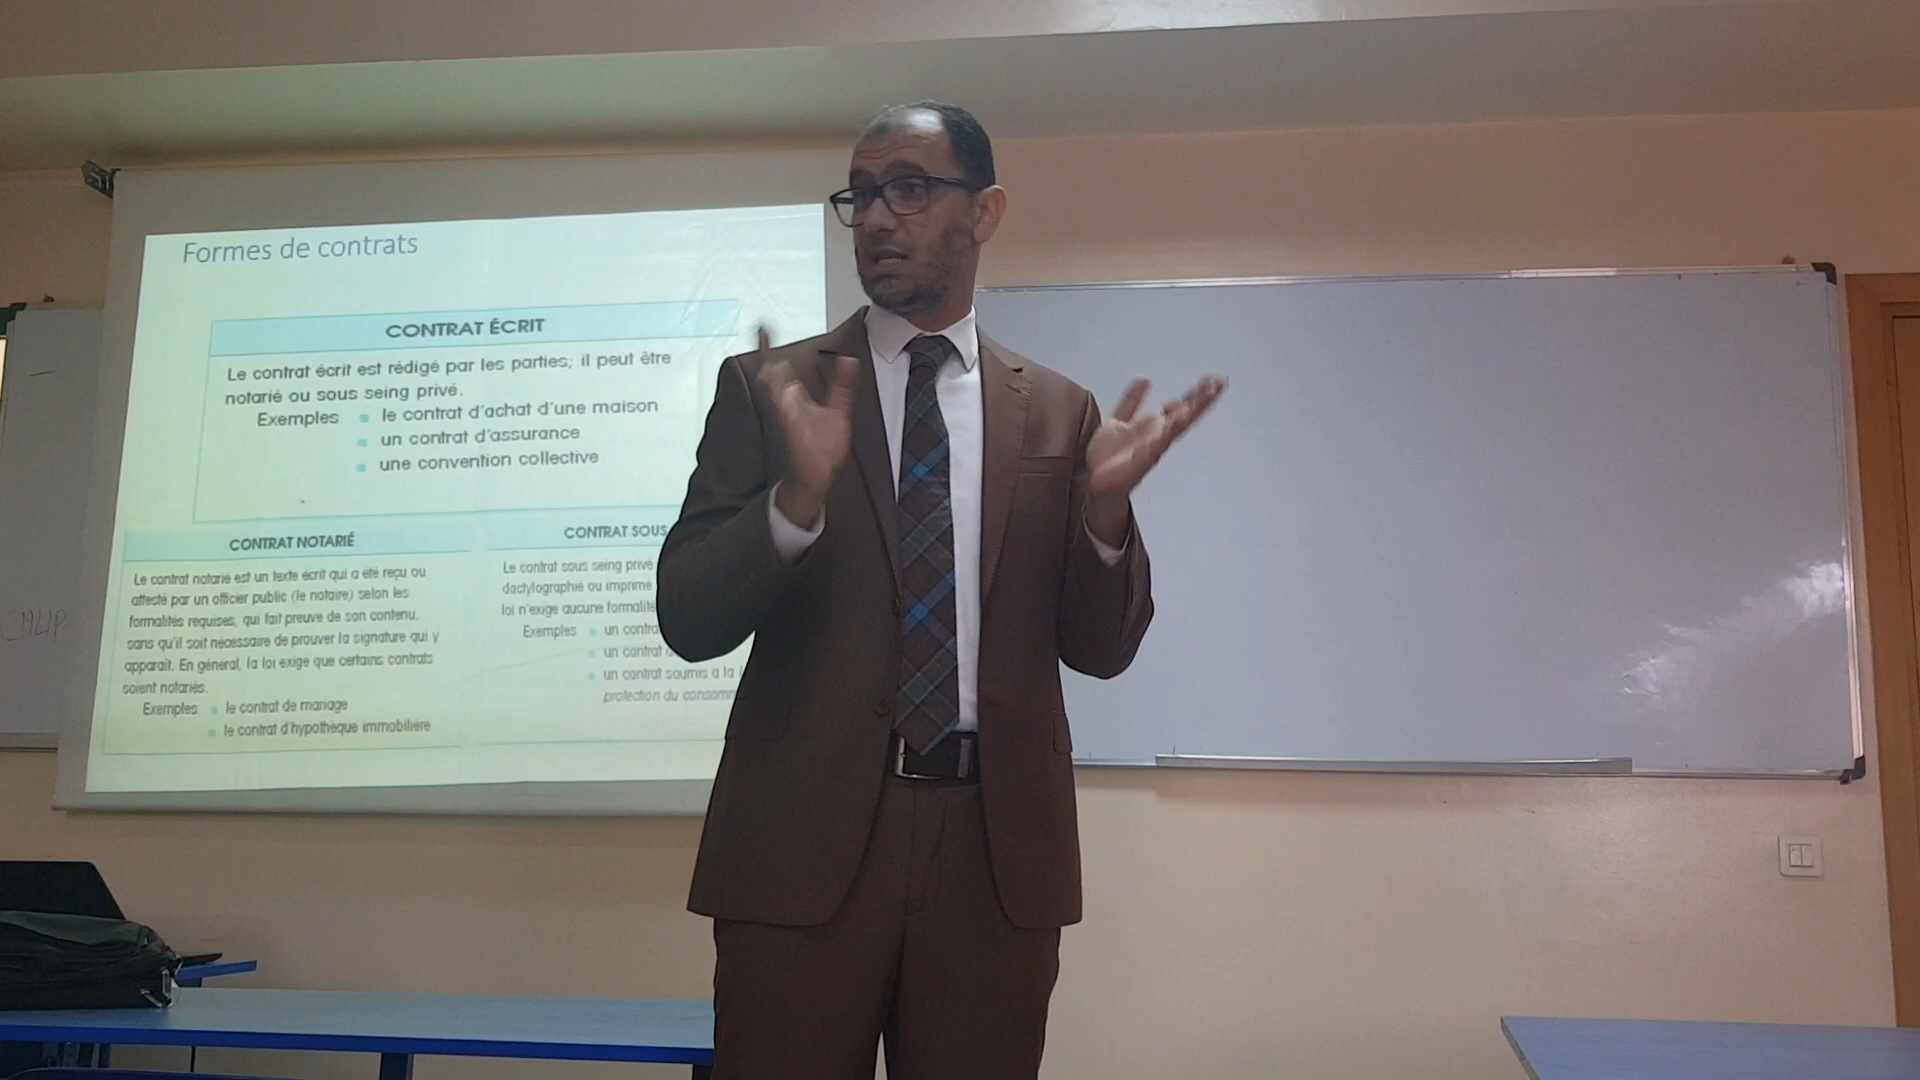 Formes de contrats
CONTRAT ÉCRIT
Le contrat écrit est rédigé par les parties; il peut être
notarié ou sous seing privé.
Exemples ■ le contrat d'achat d'une maison
■ un contrat d'assurance
■ une convention collective
CONTRAT NOTARIÉ
Le contrat notarié est un texte écrit qui a été reçu ou
attesté par un officier public (le notaire) selon les
formalités requises, qui fait preuve de son contenu,
sans qu'il soit nécessaire de prouver la signature qui y
apparaît. En général, la loi exige que certains contrats
soient notariés.
Exemples ■ le contrat de mariage
■ le contrat d'hypothèque immobilière
CONTRAT SOUS
Le contrat sous seing privé
dactylographié ou imprimé
loi n'exige aucune formalité
Exemples ■ un contra
■ un contrat d
■ un contrat soumis à la
protection du consomm
CMUP